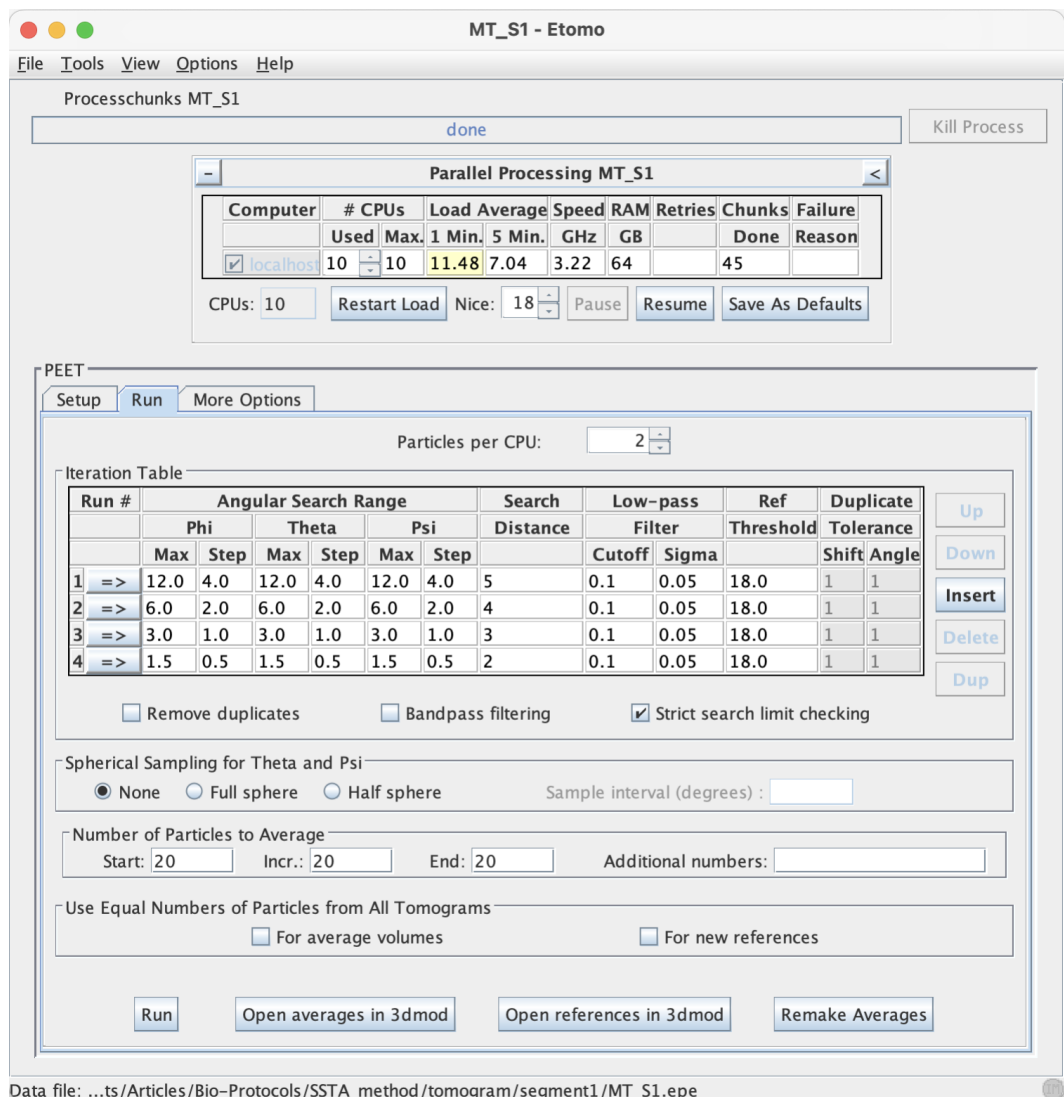 MT_S1 - Etomo
File Tools View Options Help
Processchunks MT_S1
done
Kill Process
- Parallel Processing MT_S1 <
Computer # CPUs Load Average Speed RAM Retries Chunks Failure
Used Max. 1 Min. 5 Min. GHz GB Done Reason
localhost 10 10 11.48 7.04 3.22 64 45
CPUs: 10 Restart Load Nice: 18 Pause Resume Save As Defaults
PEET
Setup Run More Options
Particles per CPU: 2
Iteration Table
Run # Angular Search Range Search Low-pass Ref Duplicate
Phi Theta Psi Distance Filter Threshold Tolerance
Max Step Max Step Max Step Cutoff Sigma Shift Angle
1 => 12.0 4.0 12.0 4.0 12.0 4.0 5 0.1 0.05 18.0 1 1
2 => 6.0 2.0 6.0 2.0 6.0 2.0 4 0.1 0.05 18.0 1 1
3 => 3.0 1.0 3.0 1.0 3.0 1.0 3 0.1 0.05 18.0 1 1
4 => 1.5 0.5 1.5 0.5 1.5 0.5 2 0.1 0.05 18.0 1 1
Up
Down
Insert
Delete
Dup
Remove duplicates Bandpass filtering Strict search limit checking
Spherical Sampling for Theta and Psi
None Full sphere Half sphere Sample interval (degrees) :
Number of Particles to Average
Start: 20 Incr.: 20 End: 20 Additional numbers:
Use Equal Numbers of Particles from All Tomograms
For average volumes For new references
Run Open averages in 3dmod Open references in 3dmod Remake Averages
Data file: ...ts/Articles/Bio-Protocols/SSTA_method/tomogram/segment1/MT_S1.epe